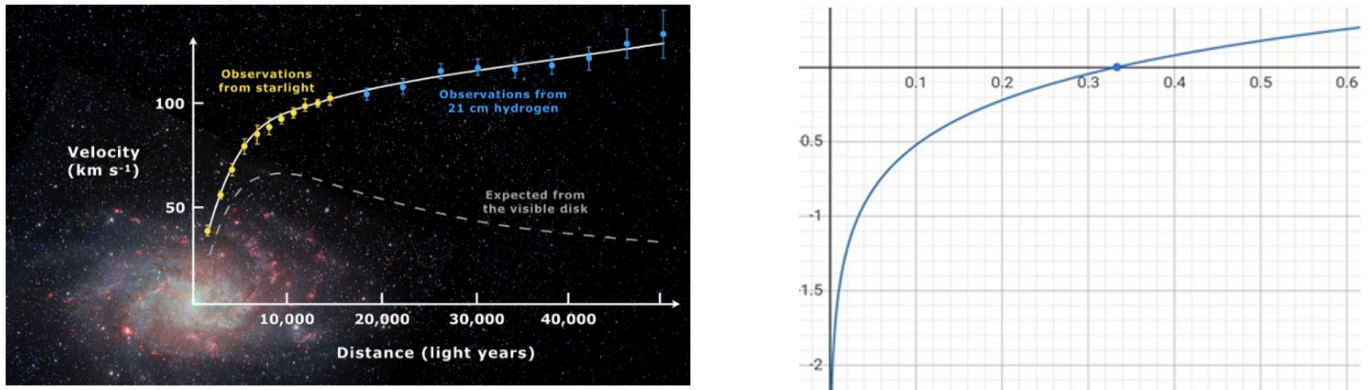 Observations
from starlight
100
Observations from
21 cm hydrogen
Velocity
(km s⁻¹)
Expected from
the visible disk
50
10,000
20,000
30,000
40,000
Distance (light years)
0.1
0.2
0.3
0.4
0.5
0.6
0.5
-1
-1.5
-2